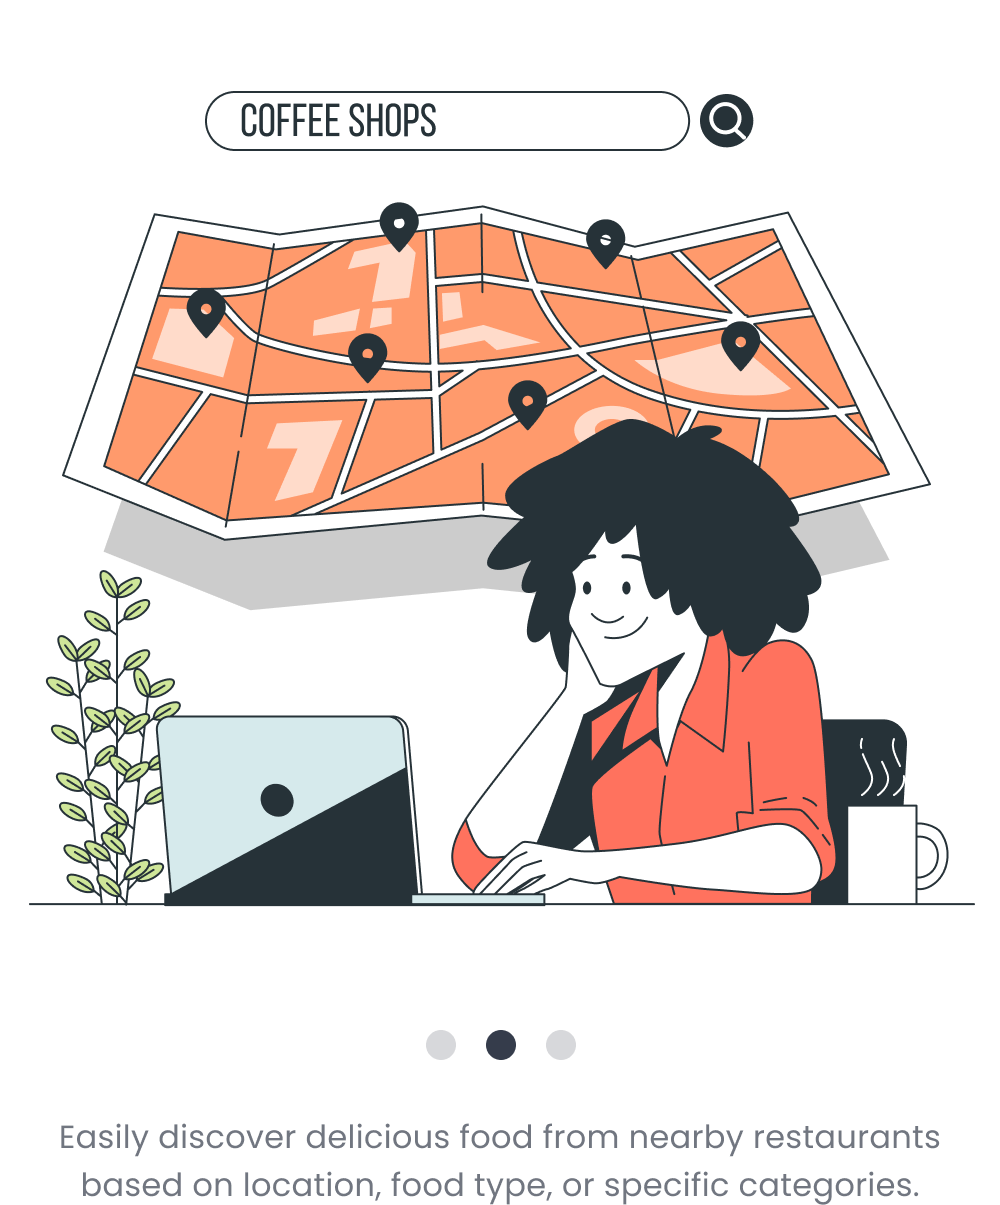 COFFEE SHOPS
Easily discover delicious food from nearby restaurants
based on location, food type, or specific categories.